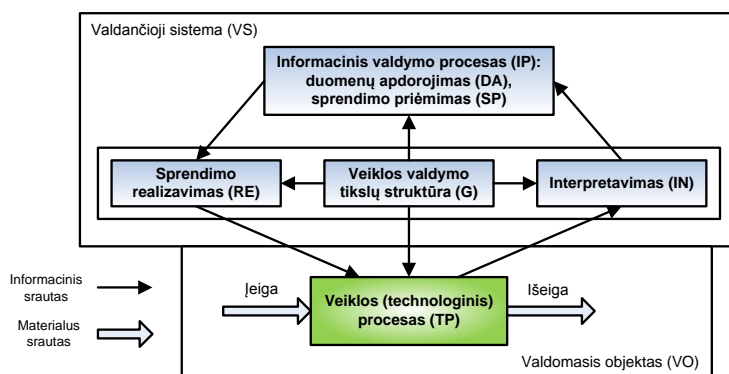 Valdančioji sistema (VS)
Informacinis valdymo procesas (IP):
duomenų apdorojimas (DA),
sprendimo priėmimas (SP)
Sprendimo
realizavimas (RE)
Veiklos valdymo
tikslų struktūra (G)
Interpretavimas (IN)
Informacinis
srautas
Materialus
srautas
Įeiga
Veiklos (technologinis)
procesas (TP)
Išeiga
Valdomasis objektas (VO)